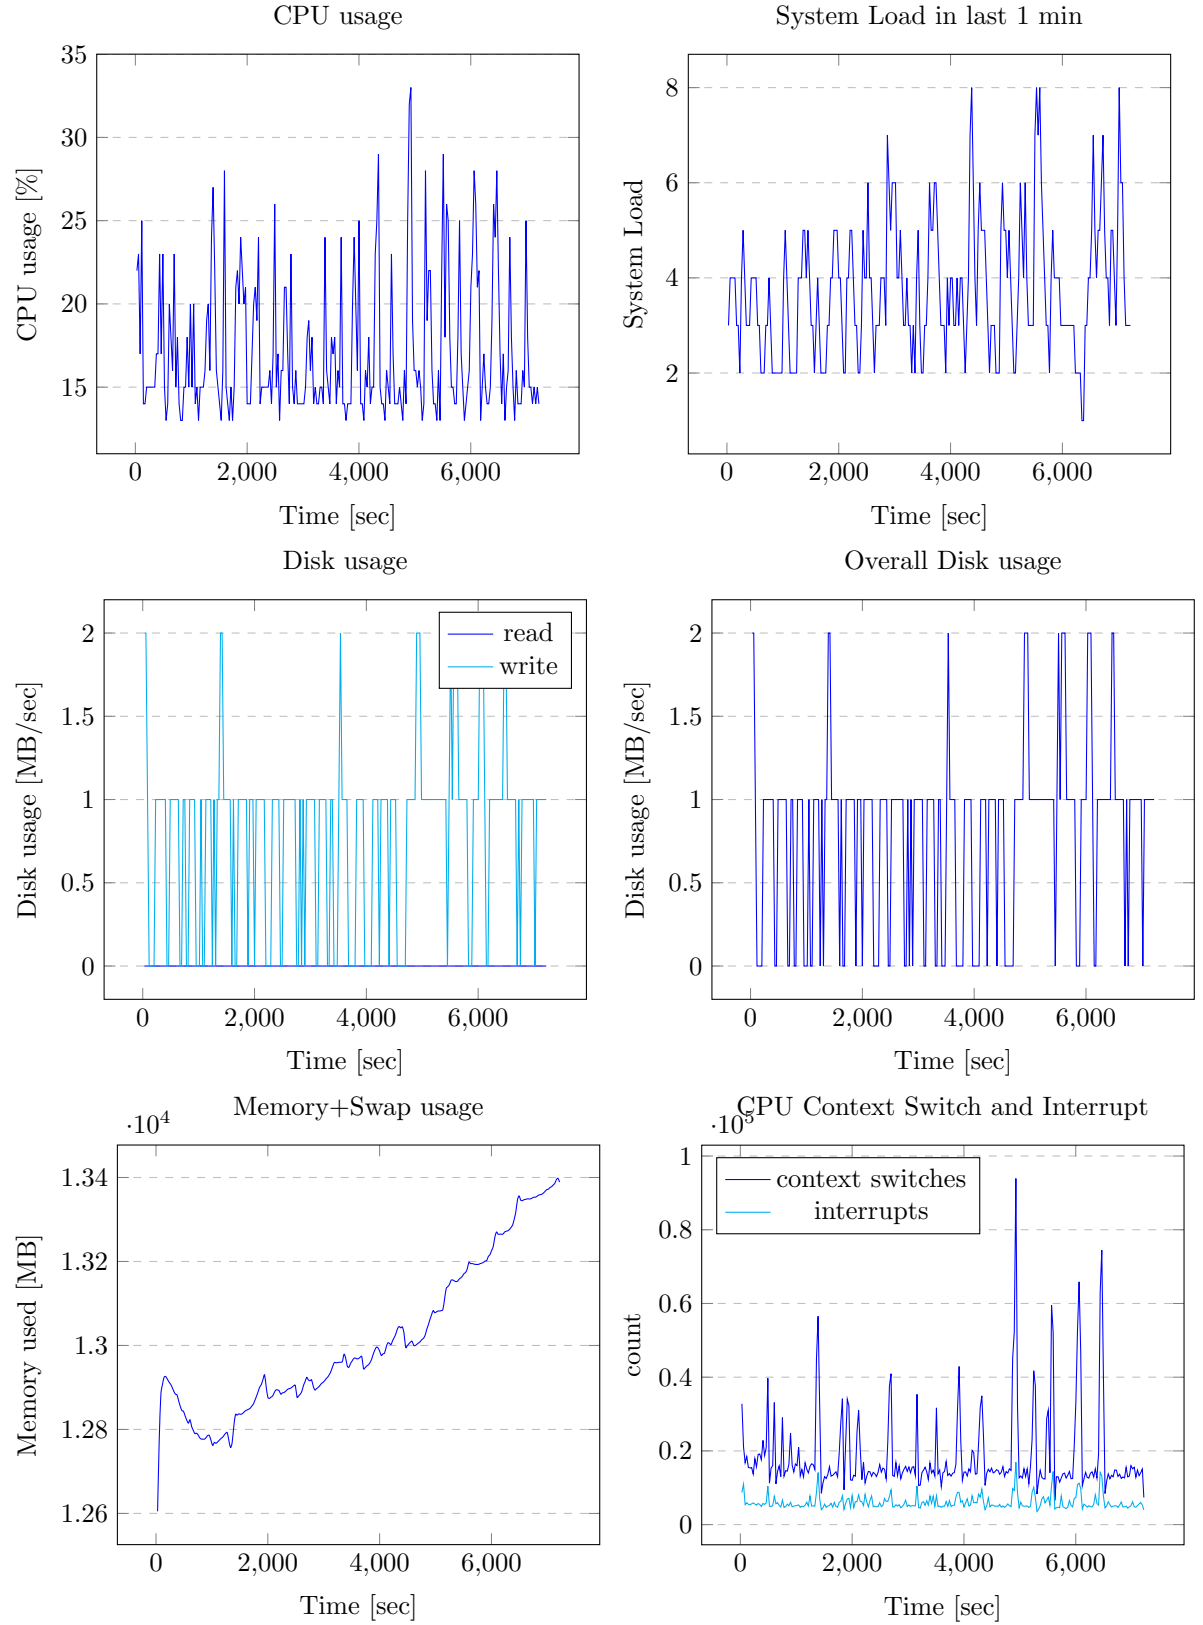 CPU usage
35
30
25
20
15
CPU usage [%]
0 2,000 4,000 6,000
Time [sec]
System Load in last 1 min
8
6
4
2
System Load
0 2,000 4,000 6,000
Time [sec]
Disk usage
read
write
2
1.5
1
0.5
0
Disk usage [MB/sec]
0 2,000 4,000 6,000
Time [sec]
Overall Disk usage
2
1.5
1
0.5
0
Disk usage [MB/sec]
0 2,000 4,000 6,000
Time [sec]
Memory+Swap usage
·10^4
1.34
1.32
1.3
1.28
1.26
Memory used [MB]
0 2,000 4,000 6,000
Time [sec]
CPU Context Switch and Interrupt
·10^5
context switches
interrupts
1
0.8
0.6
0.4
0.2
0
count
0 2,000 4,000 6,000
Time [sec]